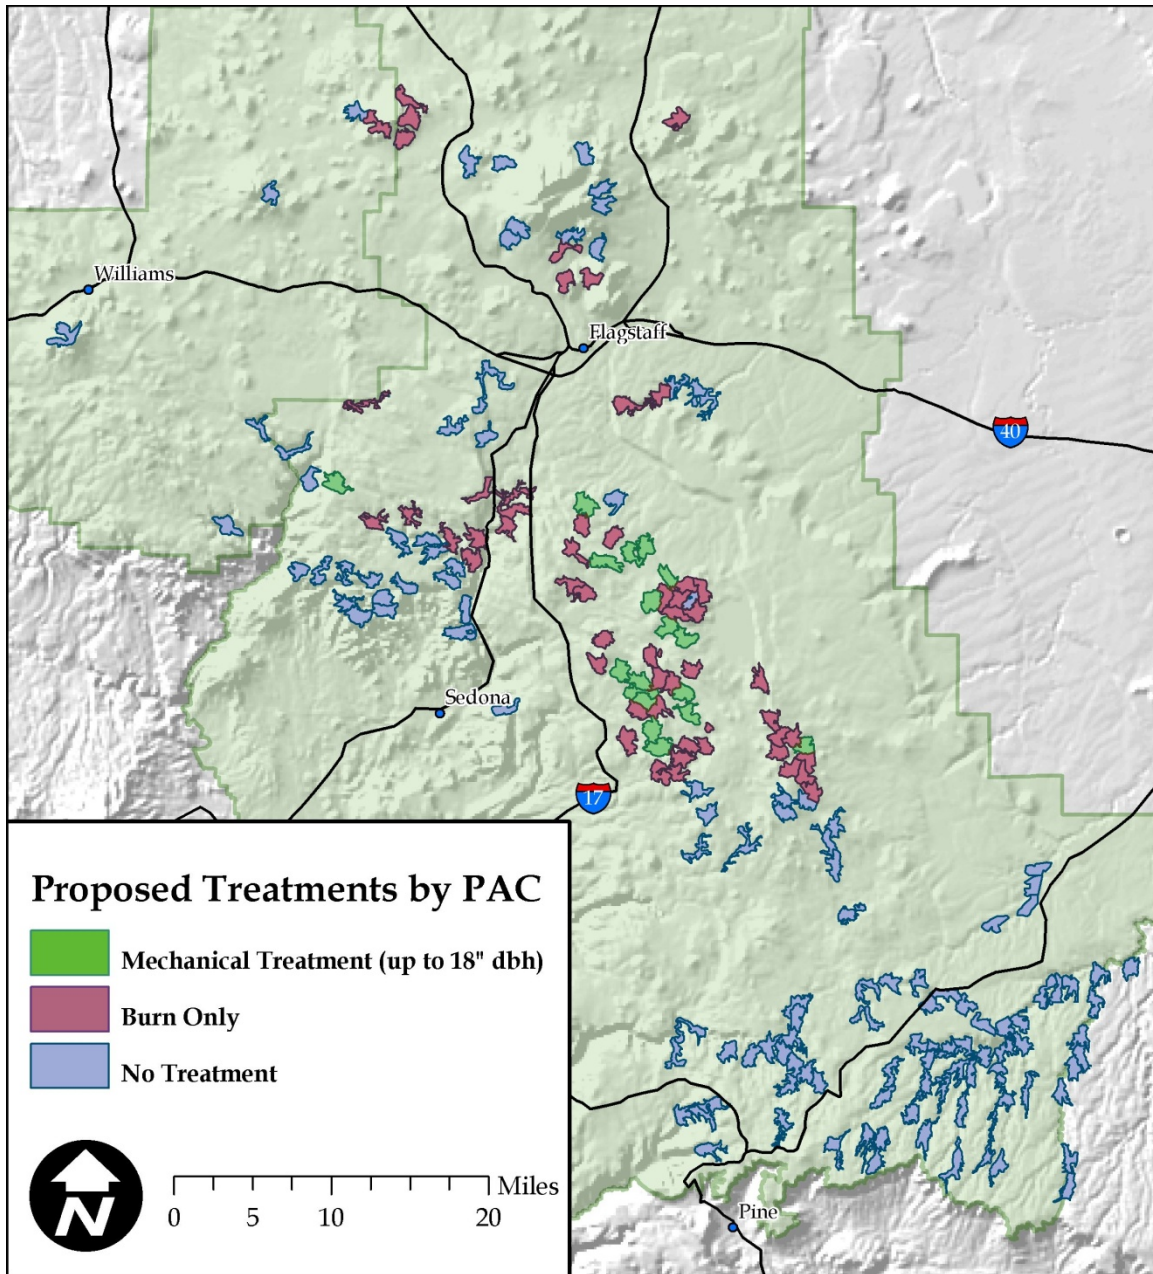 Williams
Flagstaff
40
Sedona
17
Proposed Treatments by PAC
Mechanical Treatment (up to 18" dbh)
Burn Only
No Treatment
N
Miles
0 5 10 20
Pine